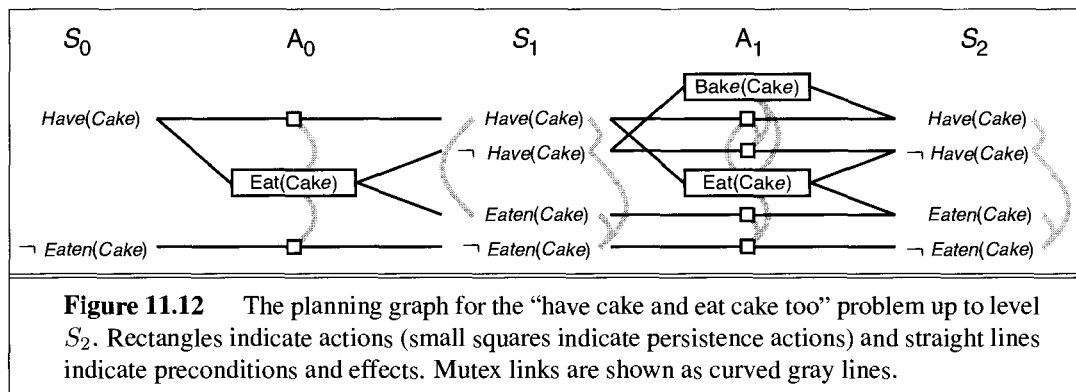 S₀ A₀ S₁ A₁ S₂
Bake(Cake)
Have(Cake) Have(Cake) Have(Cake)
¬ Have(Cake) ¬ Have(Cake)
Eat(Cake) Eat(Cake)
Eaten(Cake) Eaten(Cake)
¬ Eaten(Cake) ¬ Eaten(Cake) ¬ Eaten(Cake)
Figure 11.12 The planning graph for the “have cake and eat cake too” problem up to level
S₂. Rectangles indicate actions (small squares indicate persistence actions) and straight lines
indicate preconditions and effects. Mutex links are shown as curved gray lines.